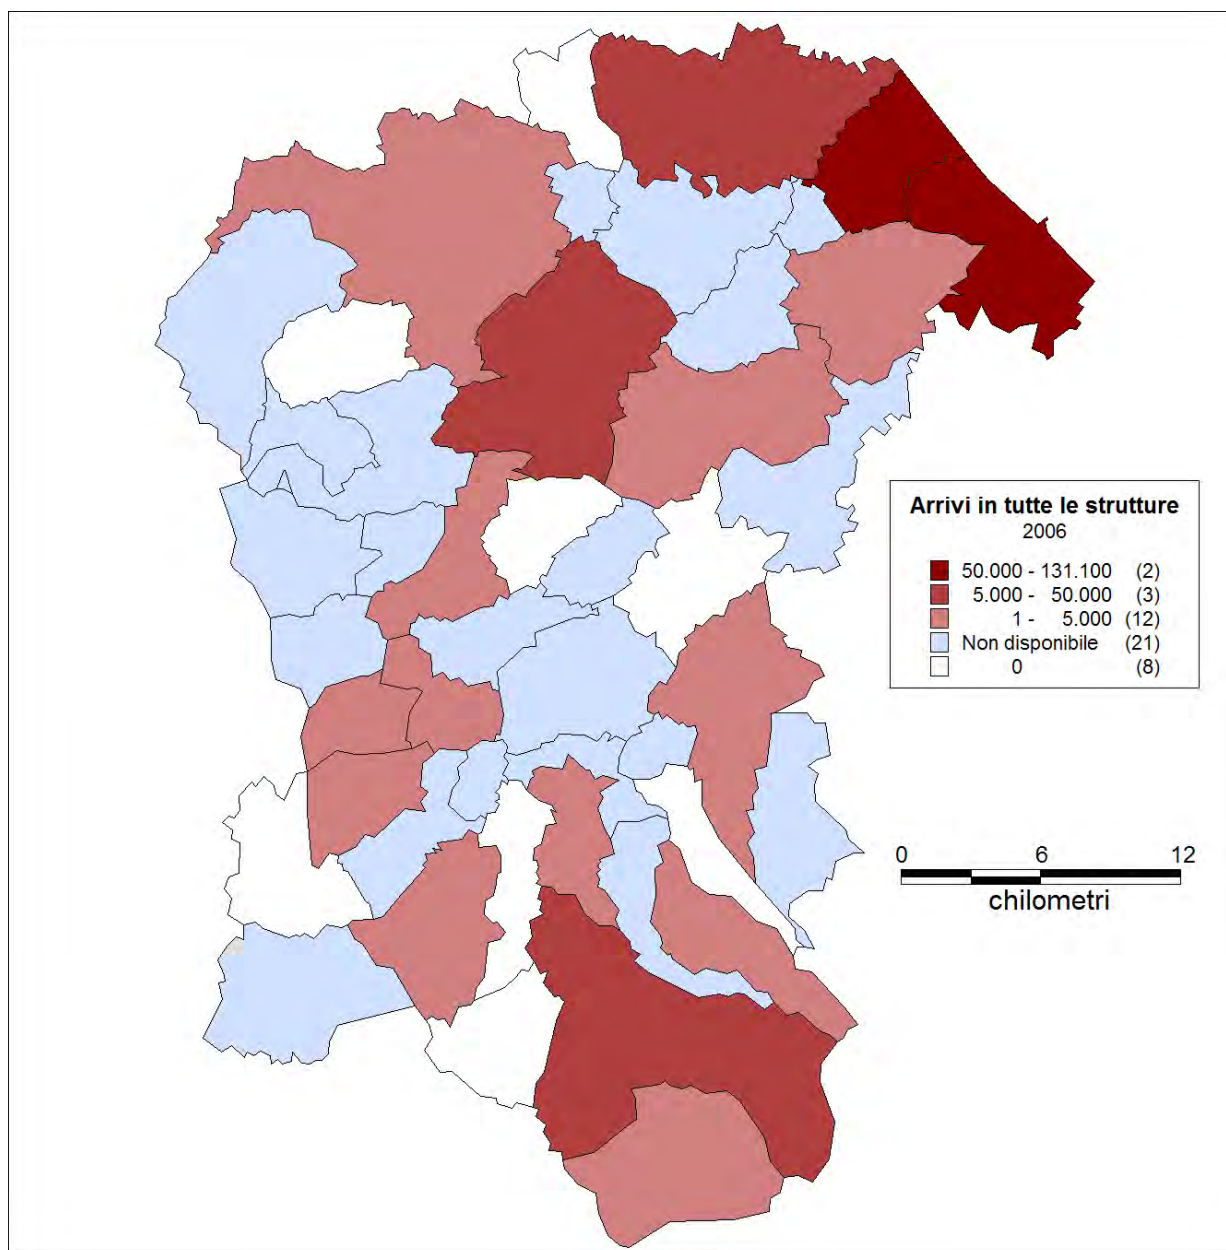 Arrivi in tutte le strutture
2006
50.000 - 131.100 (2)
5.000 - 50.000 (3)
1 - 5.000 (12)
Non disponibile (21)
0 (8)
0 6 12
chilometri